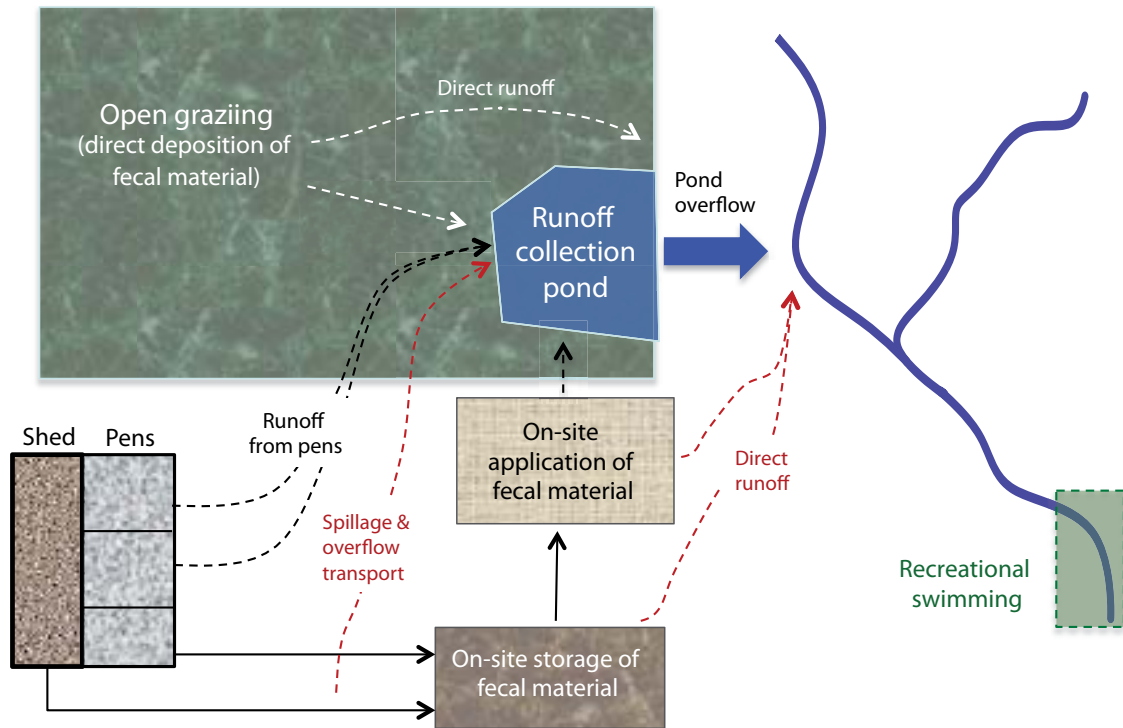 Open graziing
(direct deposition of
fecal material)
Direct runoff
Runoff
collection
pond
Pond
overflow
Shed
Pens
Runoff
from pens
Spillage &
overflow
transport
On-site
application of
fecal material
Direct
runoff
On-site storage of
fecal material
Recreational
swimming